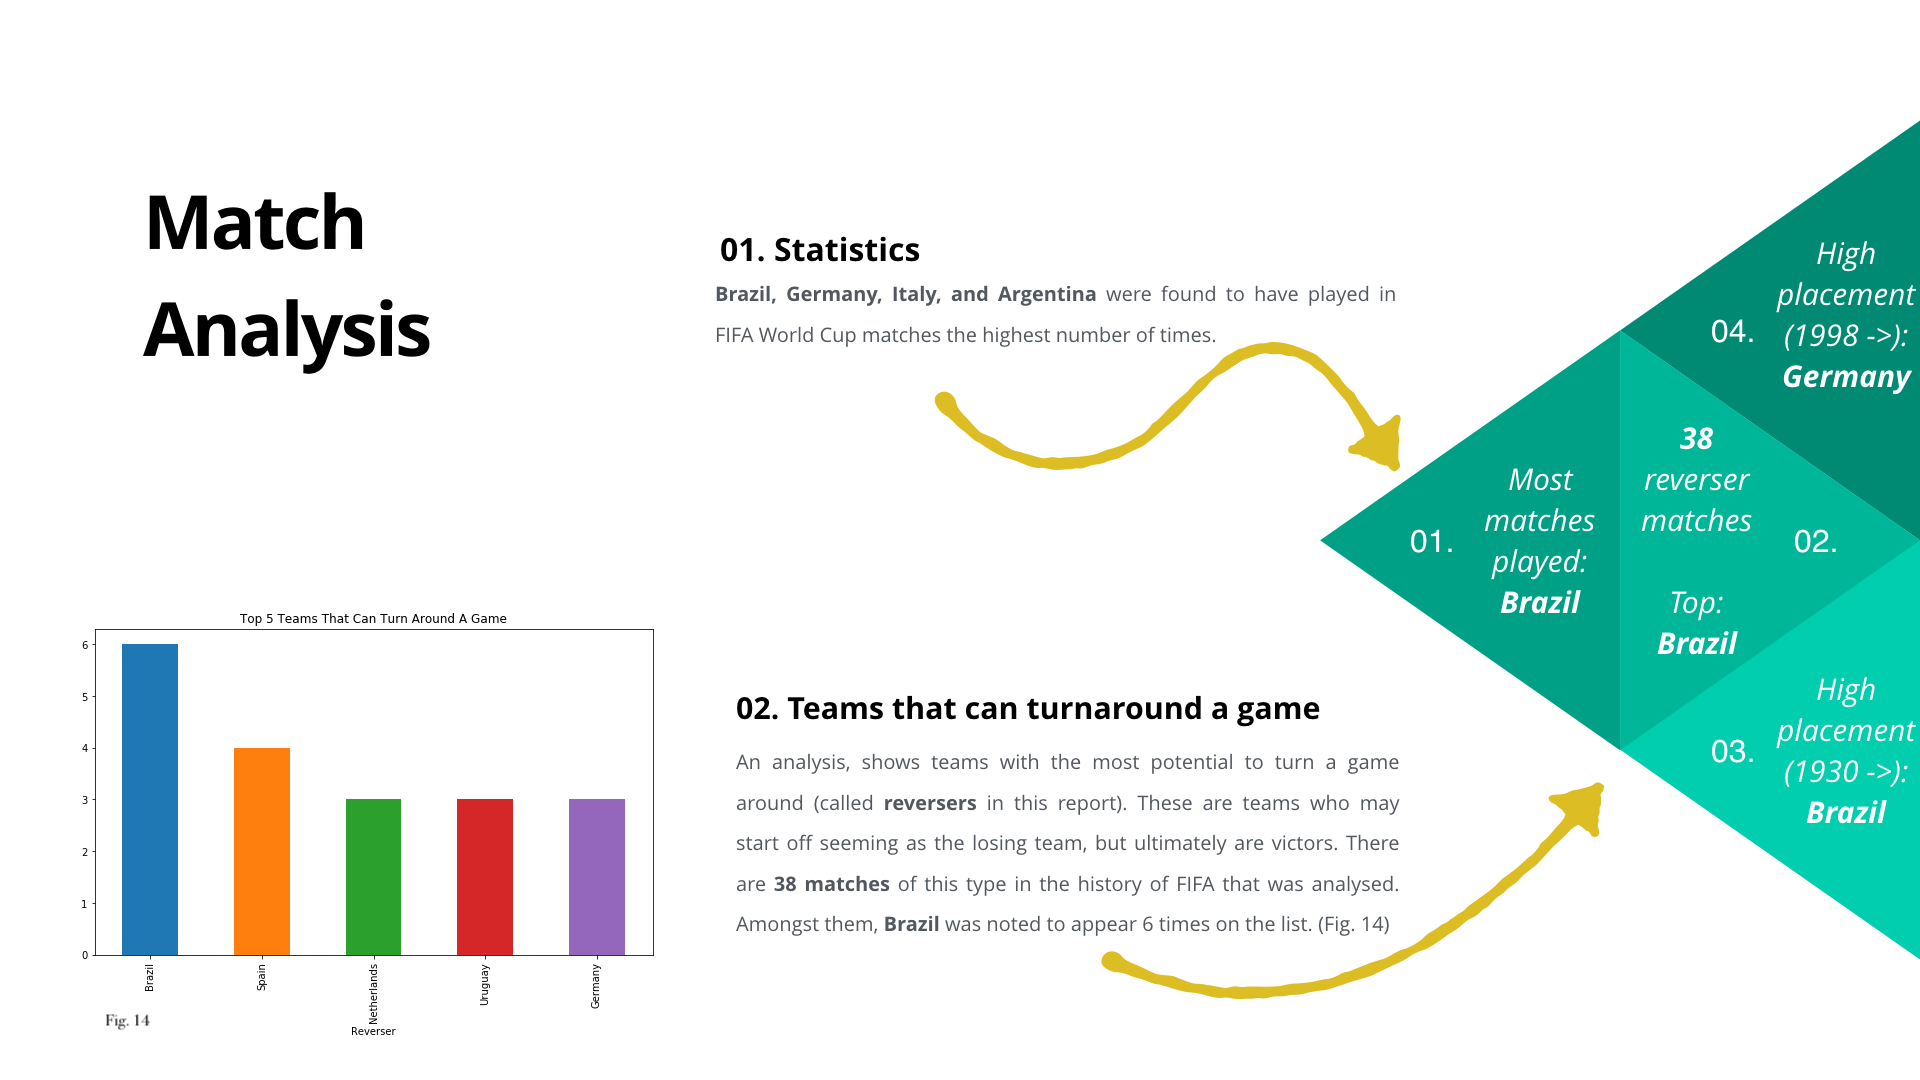 Match
Analysis
01. Statistics
Brazil, Germany, Italy, and Argentina were found to have played in
FIFA World Cup matches the highest number of times.
02. Teams that can turnaround a game
An analysis, shows teams with the most potential to turn a game
around (called reversers in this report). These are teams who may
start off seeming as the losing team, but ultimately are victors. There
are 38 matches of this type in the history of FIFA that was analysed.
Amongst them, Brazil was noted to appear 6 times on the list. (Fig. 14)
Top 5 Teams That Can Turn Around A Game
6
5
4
3
2
1
0
Brazil
Spain
Netherlands
Uruguay
Germany
Reverser
Fig. 14
01.
Most
matches
played:
Brazil
38
reverser
matches
Top:
Brazil
02.
03.
High
placement
(1930 ->):
Brazil
04.
High
placement
(1998 ->):
Germany